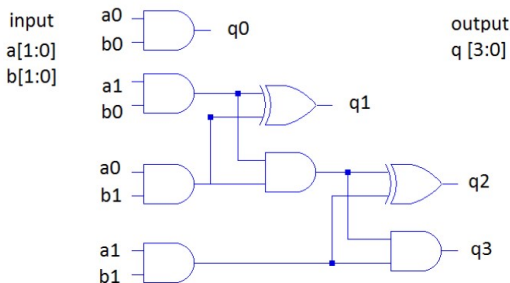 input
a[1:0]
b[1:0]
output
q [3:0]
a0
b0
q0
a1
b0
q1
a0
b1
q2
a1
b1
q3